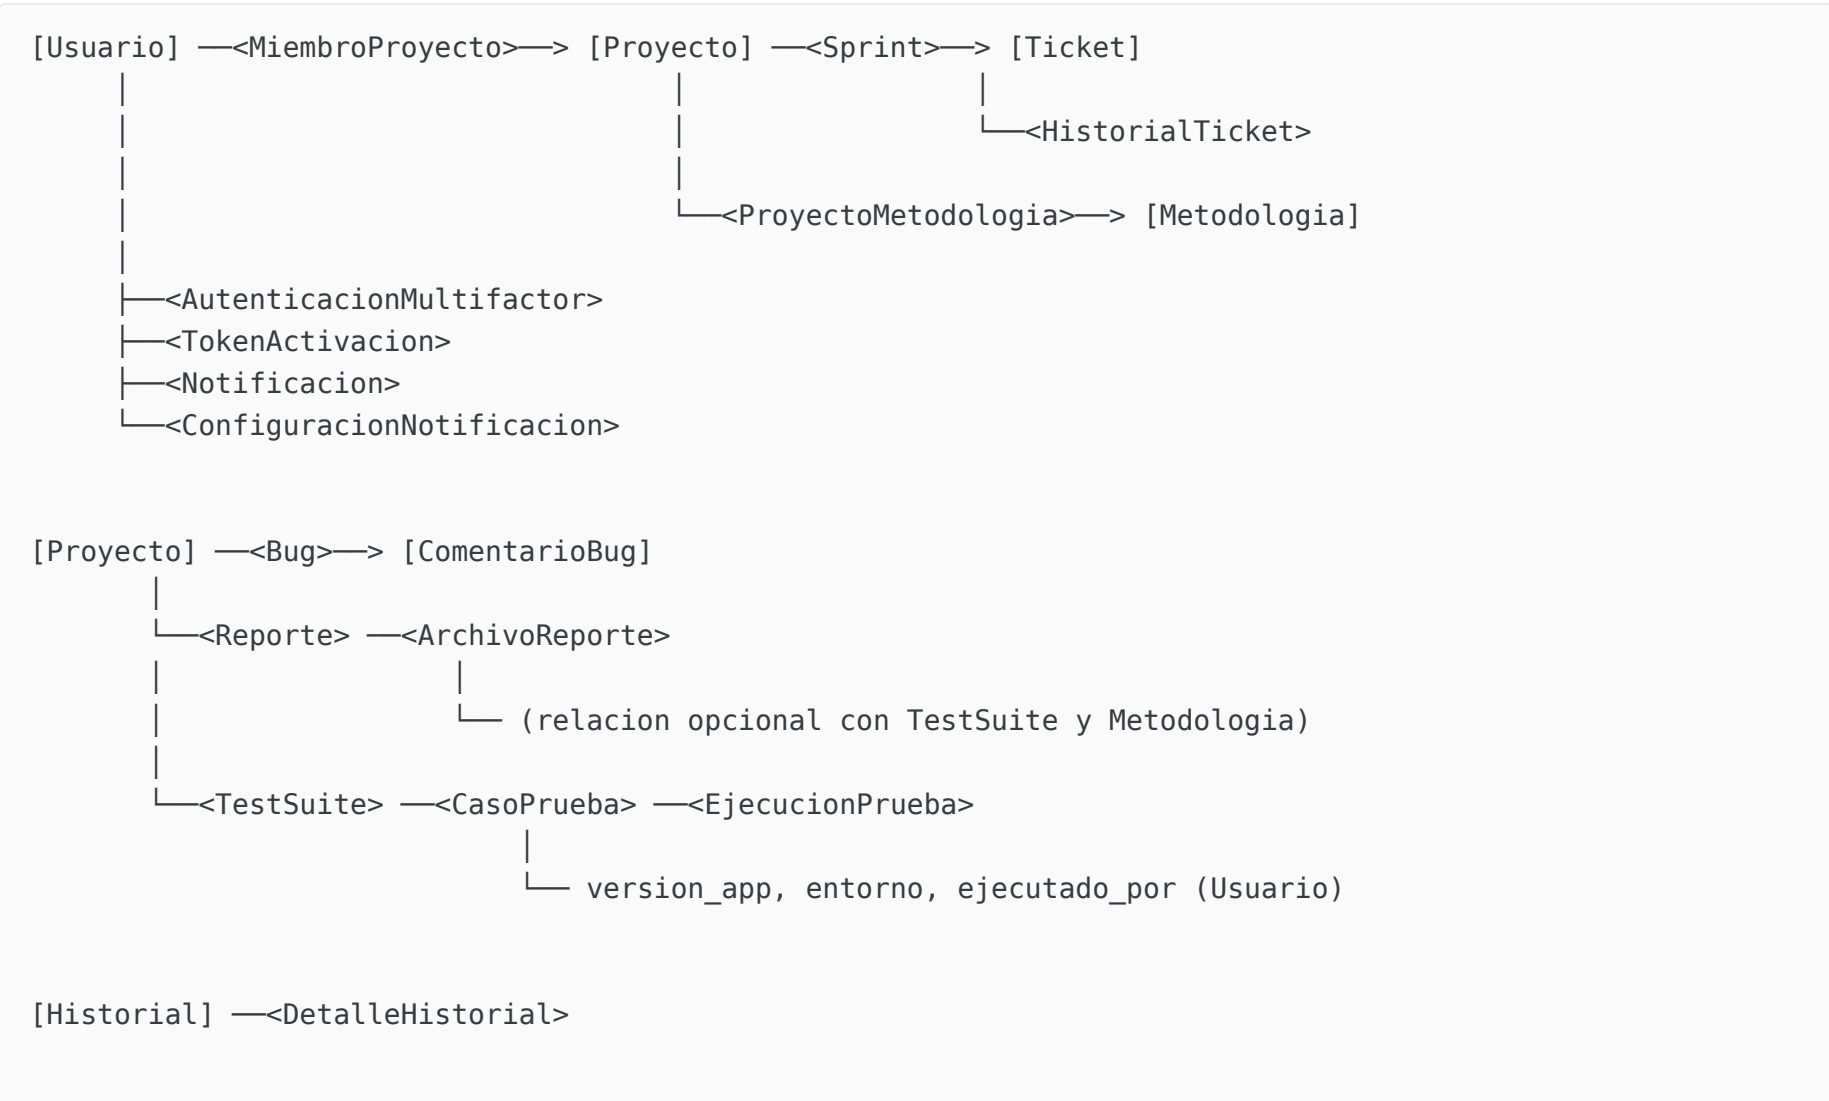 [Usuario] ──<MiembroProyecto>──> [Proyecto] ──<Sprint>──> [Ticket]
└──<HistorialTicket>
└──<ProyectoMetodologia>──> [Metodologia]
├──<AutenticacionMultifactor>
├──<TokenActivacion>
├──<Notificacion>
└──<ConfiguracionNotificacion>
[Proyecto] ──<Bug>──> [ComentarioBug]
└──<Reporte> ──<ArchivoReporte>
└── (relacion opcional con TestSuite y Metodologia)
└──<TestSuite> ──<CasoPrueba> ──<EjecucionPrueba>
└── version_app, entorno, ejecutado_por (Usuario)
[Historial] ──<DetalleHistorial>